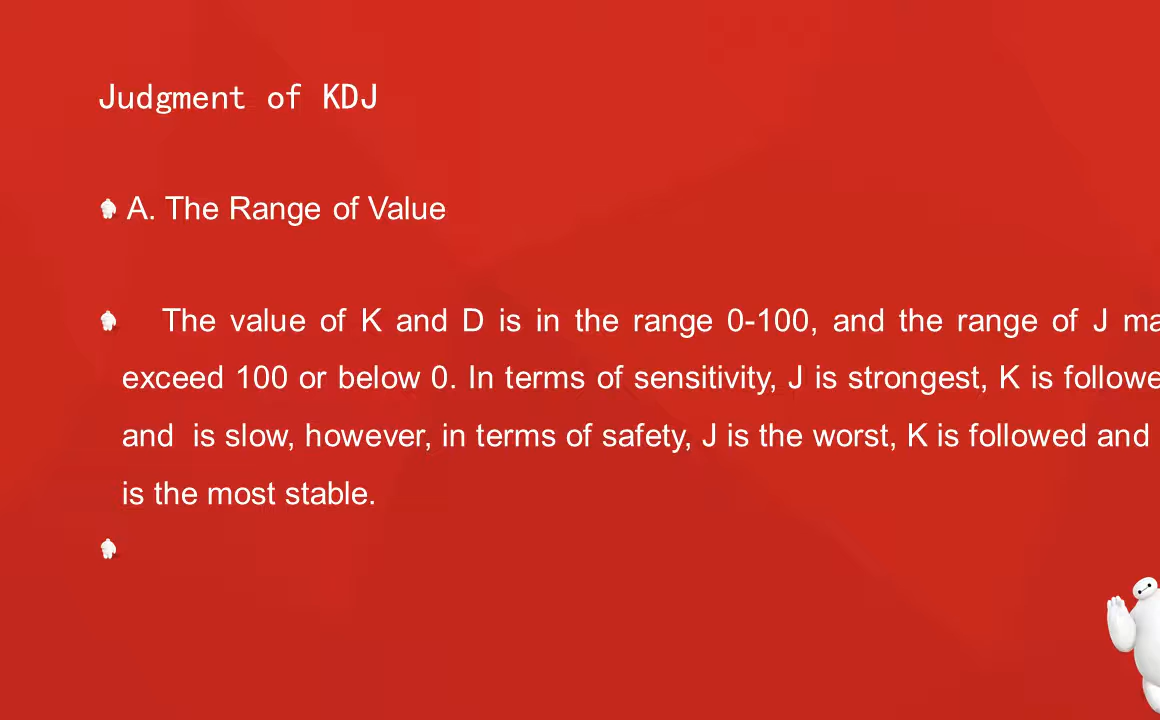 Judgment of KDJ
A. The Range of Value
The value of K and D is in the range 0-100, and the range of J
exceed 100 or below 0. In terms of sensitivity, J is strongest, K is
and is slow, however, in terms of safety, J is the worst, K is followed and
is the most stable.